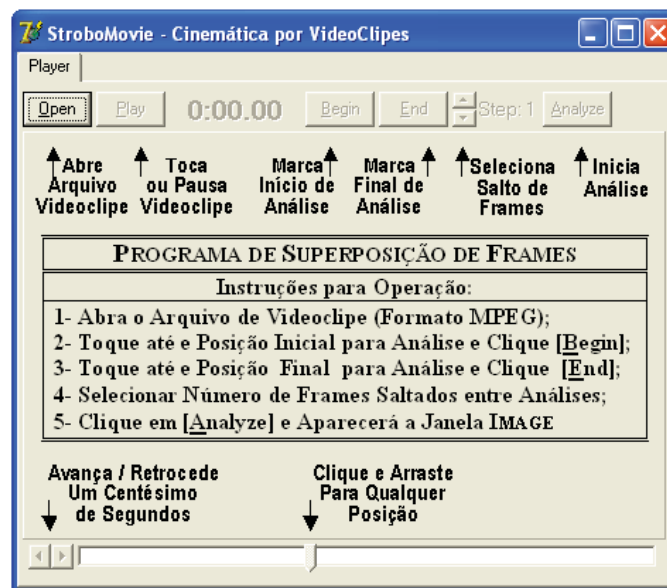 StroboMovie - Cinemática por VideoClipes
Player
Open Play 0:00.00 Begin End Step: 1 Analyze
Abre Arquivo Videoclipe
Toca ou Pausa Videoclipe
Marca Início de Análise
Marca Final de Análise
Seleciona Salto de Frames
Inicia Análise
PROGRAMA DE SUPERPOSIÇÃO DE FRAMES
Instruções para Operação:
1- Abra o Arquivo de Videoclipe (Formato MPEG);
2- Toque até e Posição Inicial para Análise e Clique [Begin];
3- Toque até e Posição Final para Análise e Clique [End];
4- Selecionar Número de Frames Saltados entre Análises;
5- Clique em [Analyze] e Aparecerá a Janela IMAGE
Avança / Retrocede
Um Centésimo
de Segundos
Clique e Arraste
Para Qualquer
Posição